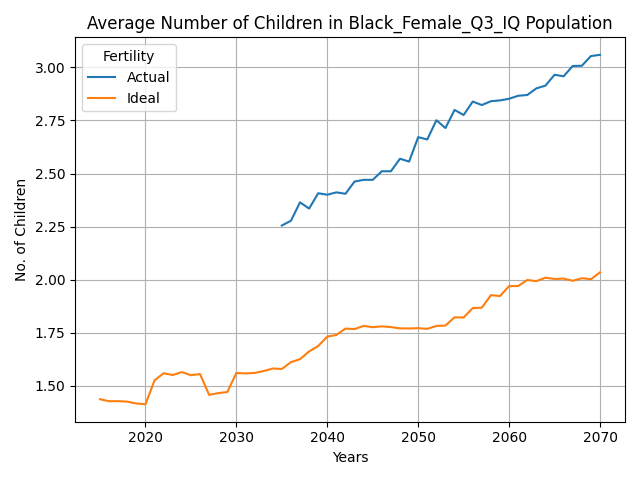 Average Number of Children in Black_Female_Q3_IQ Population
Fertility
Actual
Ideal
No. of Children
3.00
2.75
2.50
2.25
2.00
1.75
1.50
2020 2030 2040 2050 2060 2070
Years